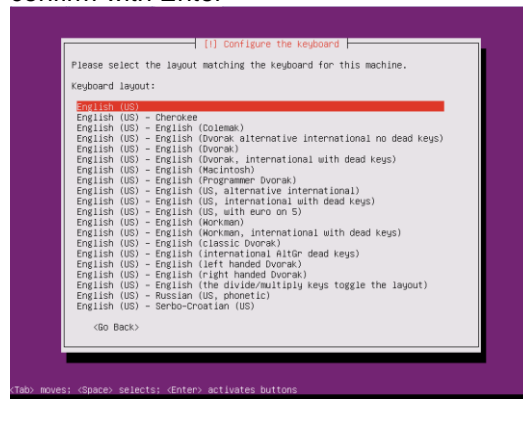 confirm with Enter
[!] Configure the keyboard
Please select the layout matching the keyboard for this machine.
Keyboard layout:
English (US)
English (US) - Cherokee
English (US) - English (Colemak)
English (US) - English (Dvorak alternative international no dead keys)
English (US) - English (Dvorak)
English (US) - English (Dvorak, international with dead keys)
English (US) - English (Macintosh)
English (US) - English (Programmer Dvorak)
English (US) - English (US, alternative international)
English (US) - English (US, international with dead keys)
English (US) - English (US, with euro on 5)
English (US) - English (Workman)
English (US) - English (Workman, international with dead keys)
English (US) - English (classic Dvorak)
English (US) - English (international AltGr dead keys)
English (US) - English (left handed Dvorak)
English (US) - English (right handed Dvorak)
English (US) - English (the divide/multiply keys toggle the layout)
English (US) - Russian (US, phonetic)
English (US) - Serbo-Croatian (US)
<Go Back>
<Tab> moves; <Space> selects; <Enter> activates buttons